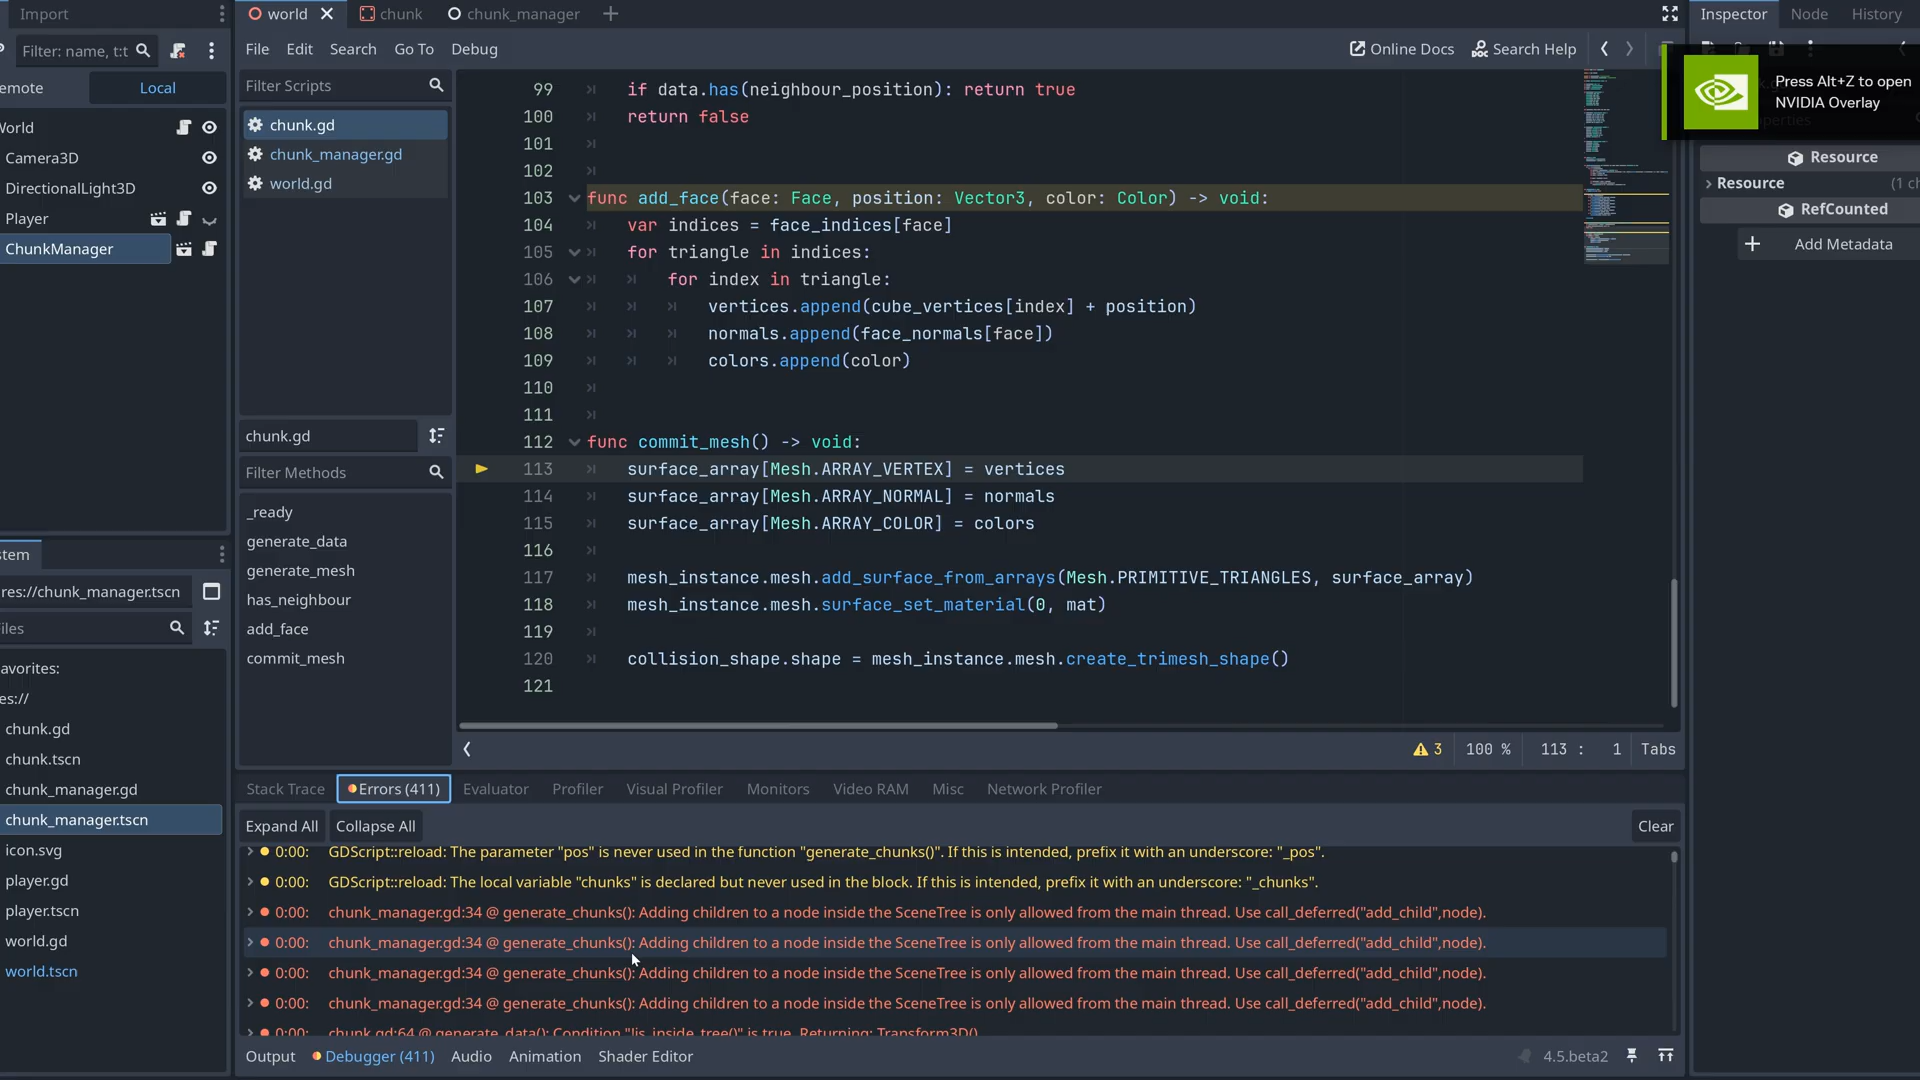 Import
world
chunk
chunk_manager
Inspector
Node
History
Filter: name, t:t
File
Edit
Search
Go To
Debug
Online Docs
Search Help
Press Alt+Z to open
NVIDIA Overlay
emote
Local
Filter Scripts
World
Camera3D
DirectionalLight3D
Player
ChunkManager
chunk.gd
chunk_manager.gd
world.gd
chunk.gd
Filter Methods
_ready
generate_data
generate_mesh
has_neighbour
add_face
commit_mesh
99 if data.has(neighbour_position): return true
100 return false
101
102
103 func add_face(face: Face, position: Vector3, color: Color) -> void:
104 var indices = face_indices[face]
105 for triangle in indices:
106 for index in triangle:
107 vertices.append(cube_vertices[index] + position)
108 normals.append(face_normals[face])
109 colors.append(color)
110
111
112 func commit_mesh() -> void:
113 surface_array[Mesh.ARRAY_VERTEX] = vertices
114 surface_array[Mesh.ARRAY_NORMAL] = normals
115 surface_array[Mesh.ARRAY_COLOR] = colors
116
117 mesh_instance.mesh.add_surface_from_arrays(Mesh.PRIMITIVE_TRIANGLES, surface_array)
118 mesh_instance.mesh.surface_set_material(0, mat)
119
120 collision_shape.shape = mesh_instance.mesh.create_trimesh_shape()
121
3
100 %
113 : 1
Tabs
Resource
Resource (1 c
RefCounted
Add Metadata
stem
res://chunk_manager.tscn
iles
avorites:
es://
chunk.gd
chunk.tscn
chunk_manager.gd
chunk_manager.tscn
icon.svg
player.gd
player.tscn
world.gd
world.tscn
Stack Trace
Errors (411)
Evaluator
Profiler
Visual Profiler
Monitors
Video RAM
Misc
Network Profiler
Expand All
Collapse All
Clear
0:00: GDScript::reload: The parameter "pos" is never used in the function "generate_chunks()". If this is intended, prefix it with an underscore: "_pos".
0:00: GDScript::reload: The local variable "chunks" is declared but never used in the block. If this is intended, prefix it with an underscore: "_chunks".
0:00: chunk_manager.gd:34 @ generate_chunks(): Adding children to a node inside the SceneTree is only allowed from the main thread. Use call_deferred("add_child",node).
0:00: chunk_manager.gd:34 @ generate_chunks(): Adding children to a node inside the SceneTree is only allowed from the main thread. Use call_deferred("add_child",node).
0:00: chunk_manager.gd:34 @ generate_chunks(): Adding children to a node inside the SceneTree is only allowed from the main thread. Use call_deferred("add_child",node).
0:00: chunk_manager.gd:34 @ generate_chunks(): Adding children to a node inside the SceneTree is only allowed from the main thread. Use call_deferred("add_child",node).
0:00: chunk.gd:64 @ generate_data(): Condition "!is_inside_tree()" is true. Returning: Transform3D()
Output
Debugger (411)
Audio
Animation
Shader Editor
4.5.beta2